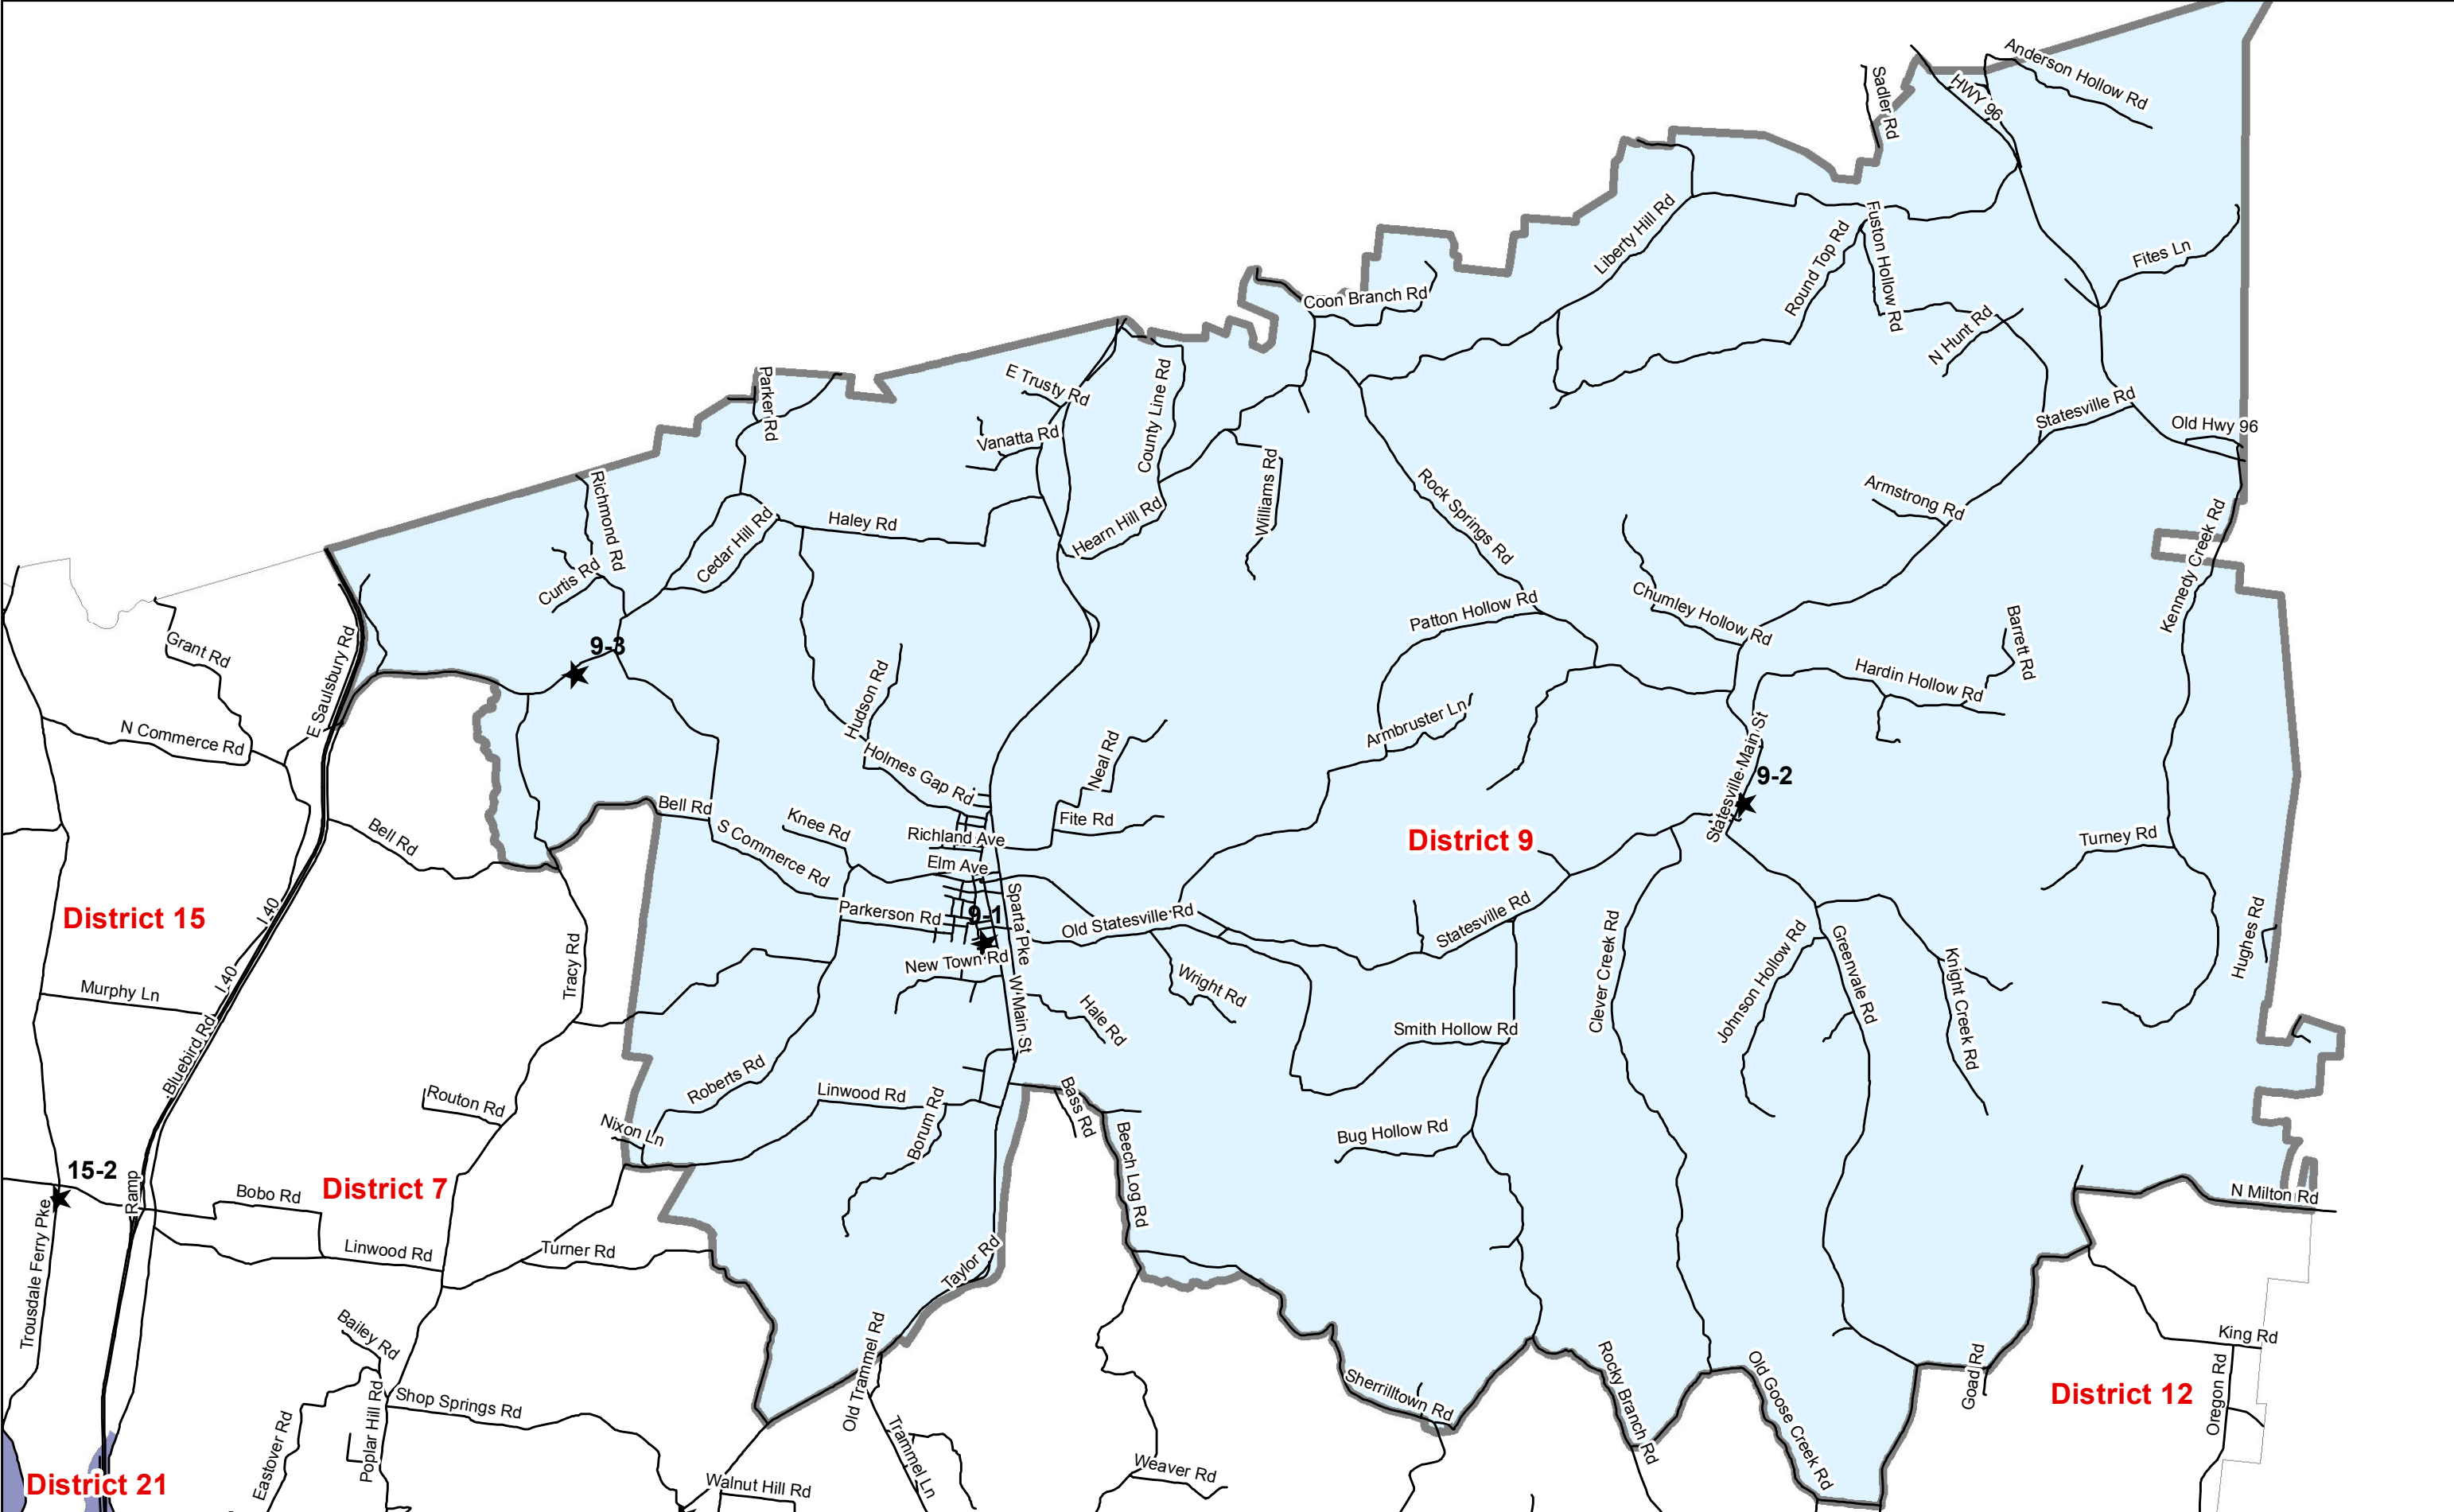 Anderson Hollow Rd
Sadler Rd
HWY 96
Liberty Hill Rd
Round Top Rd
Fuston Hollow Rd
Fites Ln
Coon Branch Rd
N Hunt Rd
Parker Rd
E Trusty Rd
County Line Rd
Vanatta Rd
Statesville Rd
Old Hwy 96
Richmond Rd
Cedar Hill Rd
Haley Rd
Hearn Hill Rd
Williams Rd
Rock Springs Rd
Armstrong Rd
Kennedy Creek Rd
Curtis Rd
Patton Hollow Rd
Chumley Hollow Rd
Barrett Rd
Grant Rd
E Saulsbury Rd
9-3
Hudson Rd
Hardin Hollow Rd
N Commerce Rd
Armbruster Ln
Neal Rd
Statesville Main St
9-2
Holmes Gap Rd
Bell Rd
Bell Rd
Knee Rd
Richland Ave
Fite Rd
District 9
Turney Rd
S Commerce Rd
Elm Ave
District 15
I 40
Parkerson Rd
9-1
Sparta Pke
Old Statesville Rd
Statesville Rd
Clever Creek Rd
Johnson Hollow Rd
Greenvale Rd
Knight Creek Rd
Hughes Rd
I 40
Tracy Rd
New Town Rd
Wright Rd
Murphy Ln
W Main St
Hale Rd
Smith Hollow Rd
Bluebird Rd
Roberts Rd
Linwood Rd
Borum Rd
Bass Rd
Routon Rd
Nixon Ln
Beech Log Rd
Bug Hollow Rd
15-2
Ramp
Bobo Rd
District 7
N Milton Rd
Trousdale Ferry Pke
Linwood Rd
Turner Rd
Taylor Rd
Bailey Rd
Old Trammel Rd
King Rd
Shop Springs Rd
Poplar Hill Rd
Eastover Rd
Sherrilltown Rd
Rocky Branch Rd
Old Goose Creek Rd
Goad Rd
District 12
Oregon Rd
Trammel Ln
Weaver Rd
Walnut Hill Rd
District 21